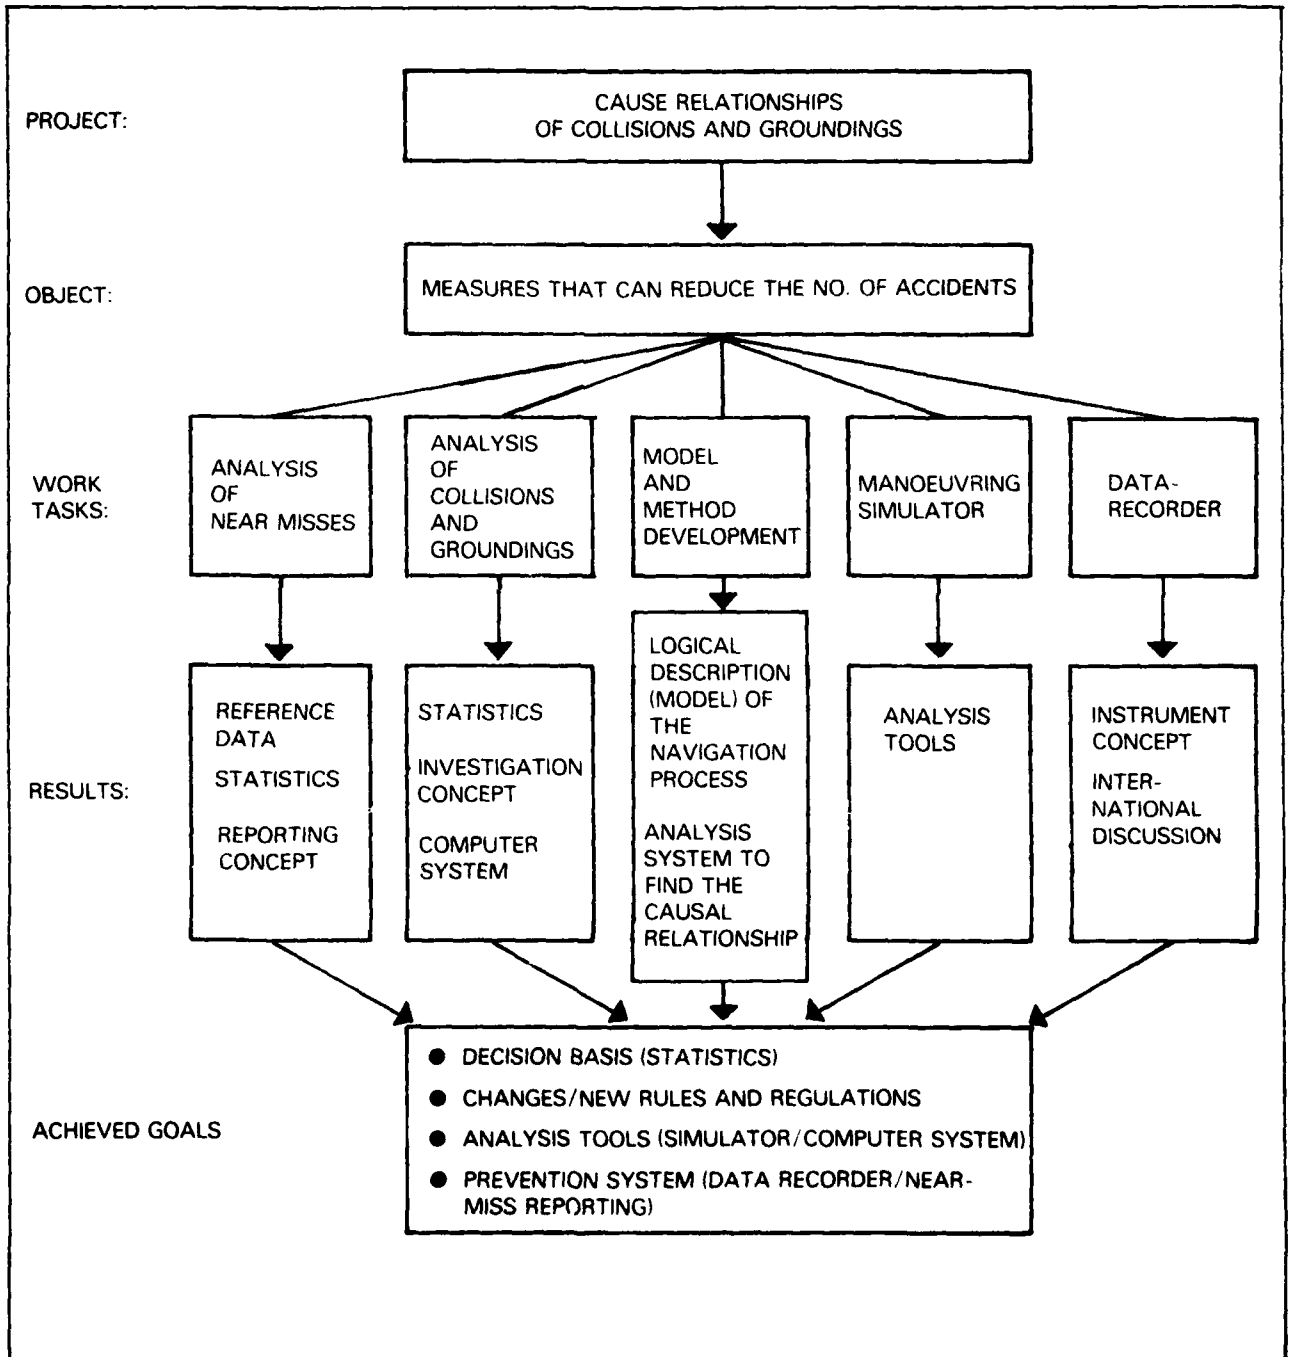 PROJECT:
CAUSE RELATIONSHIPS
OF COLLISIONS AND GROUNDINGS
OBJECT:
MEASURES THAT CAN REDUCE THE NO. OF ACCIDENTS
WORK
TASKS:
ANALYSIS
OF
NEAR MISSES
ANALYSIS
OF
COLLISIONS
AND
GROUNDINGS
MODEL
AND
METHOD
DEVELOPMENT
MANOEUVRING
SIMULATOR
DATA-
RECORDER
RESULTS:
REFERENCE
DATA
STATISTICS
REPORTING
CONCEPT
STATISTICS
INVESTIGATION
CONCEPT
COMPUTER
SYSTEM
LOGICAL
DESCRIPTION
(MODEL) OF
THE
NAVIGATION
PROCESS
ANALYSIS
SYSTEM TO
FIND THE
CAUSAL
RELATIONSHIP
ANALYSIS
TOOLS
INSTRUMENT
CONCEPT
INTER-
NATIONAL
DISCUSSION
ACHIEVED GOALS
● DECISION BASIS (STATISTICS)
● CHANGES/NEW RULES AND REGULATIONS
● ANALYSIS TOOLS (SIMULATOR/COMPUTER SYSTEM)
● PREVENTION SYSTEM (DATA RECORDER/NEAR-
MISS REPORTING)